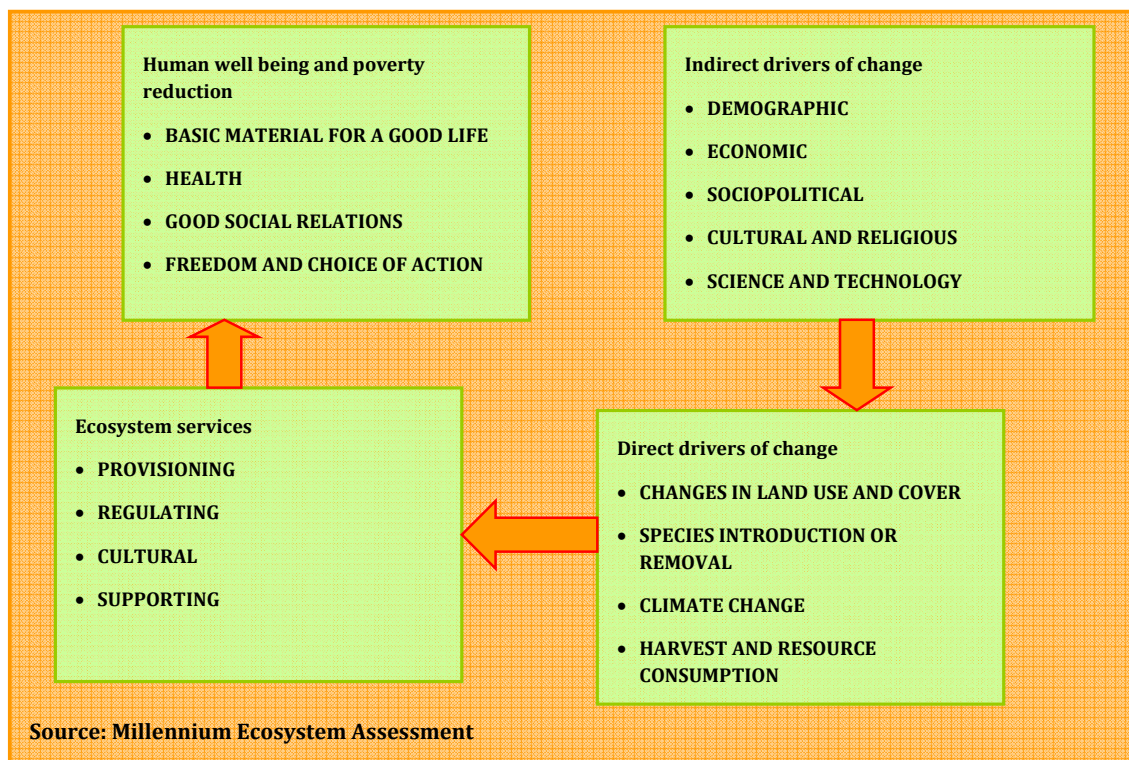 Human well being and poverty
reduction
• BASIC MATERIAL FOR A GOOD LIFE
• HEALTH
• GOOD SOCIAL RELATIONS
• FREEDOM AND CHOICE OF ACTION
Indirect drivers of change
• DEMOGRAPHIC
• ECONOMIC
• SOCIOPOLITICAL
• CULTURAL AND RELIGIOUS
• SCIENCE AND TECHNOLOGY
Ecosystem services
• PROVISIONING
• REGULATING
• CULTURAL
• SUPPORTING
Direct drivers of change
• CHANGES IN LAND USE AND COVER
• SPECIES INTRODUCTION OR
REMOVAL
• CLIMATE CHANGE
• HARVEST AND RESOURCE
CONSUMPTION
Source: Millennium Ecosystem Assessment